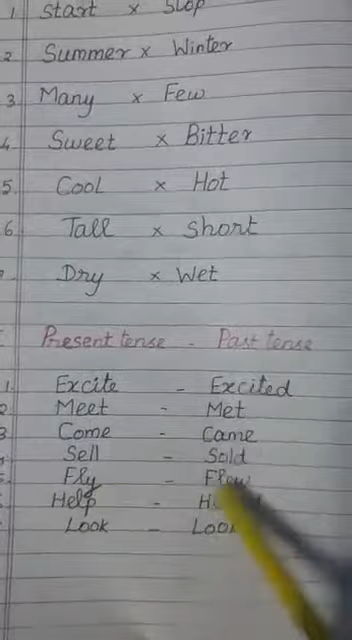 1 Start × Stop
2 Summer × Winter
3 Many × Few
4 Sweet × Bitter
5. Cool × Hot
6 Tall × Short
Dry × Wet
Present tense - Past tense
1. Excite - Excited
2 Meet - Met
3 Come - Came
Sell - Sold
Fly - Flew
Help -
Look -